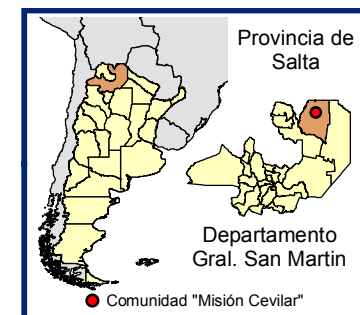 Provincia de
Salta
Departamento
Gral. San Martin
Comunidad "Misión Cevilar"